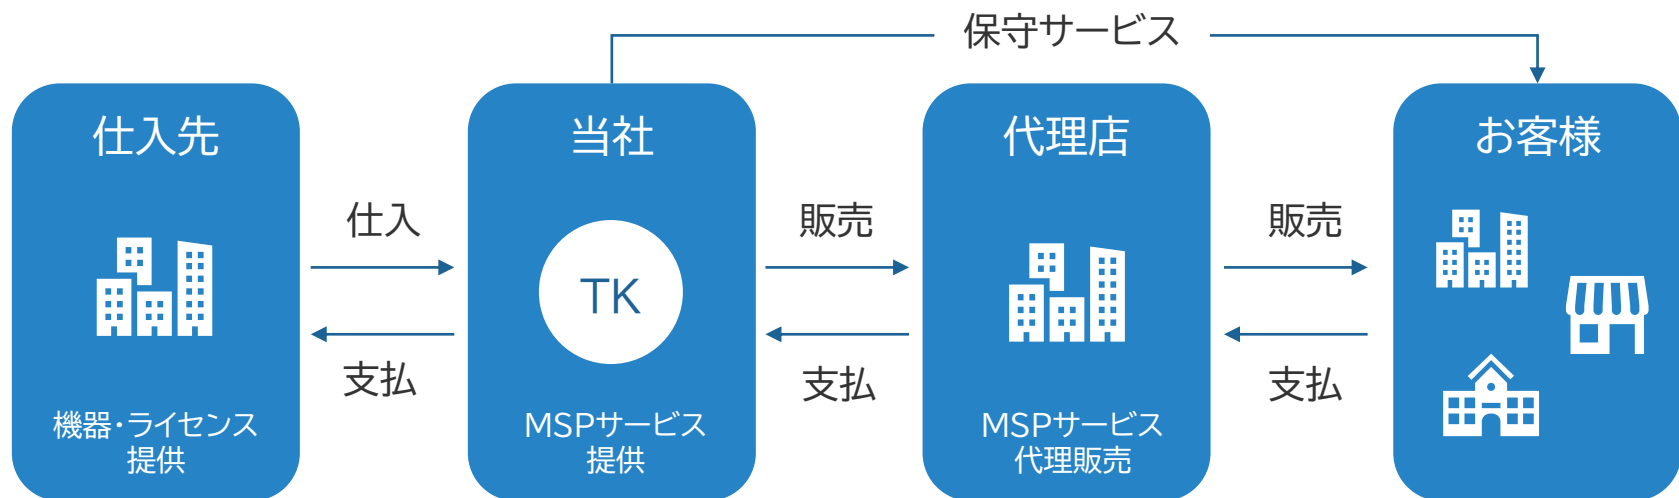 保守サービス
仕入先
当社
代理店
お客様
仕入
販売
販売
TK
支払
支払
支払
機器・ライセンス
提供
MSPサービス
提供
MSPサービス
代理販売